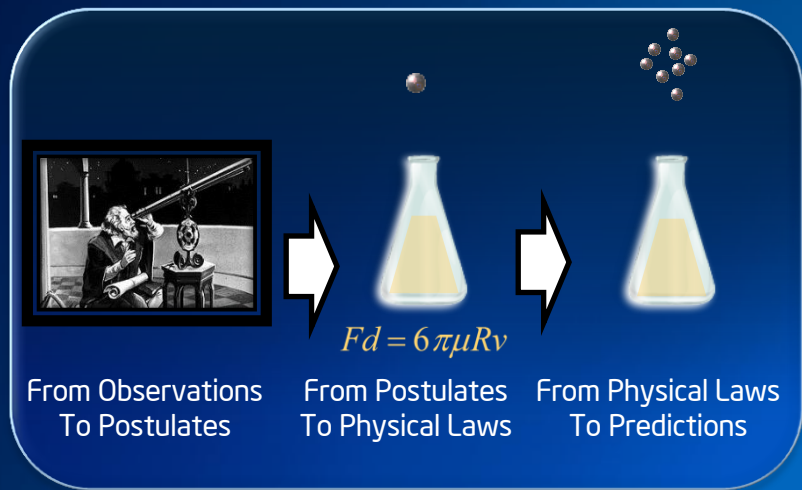 Fd = 6πμRv
From Observations
To Postulates
From Postulates
To Physical Laws
From Physical Laws
To Predictions